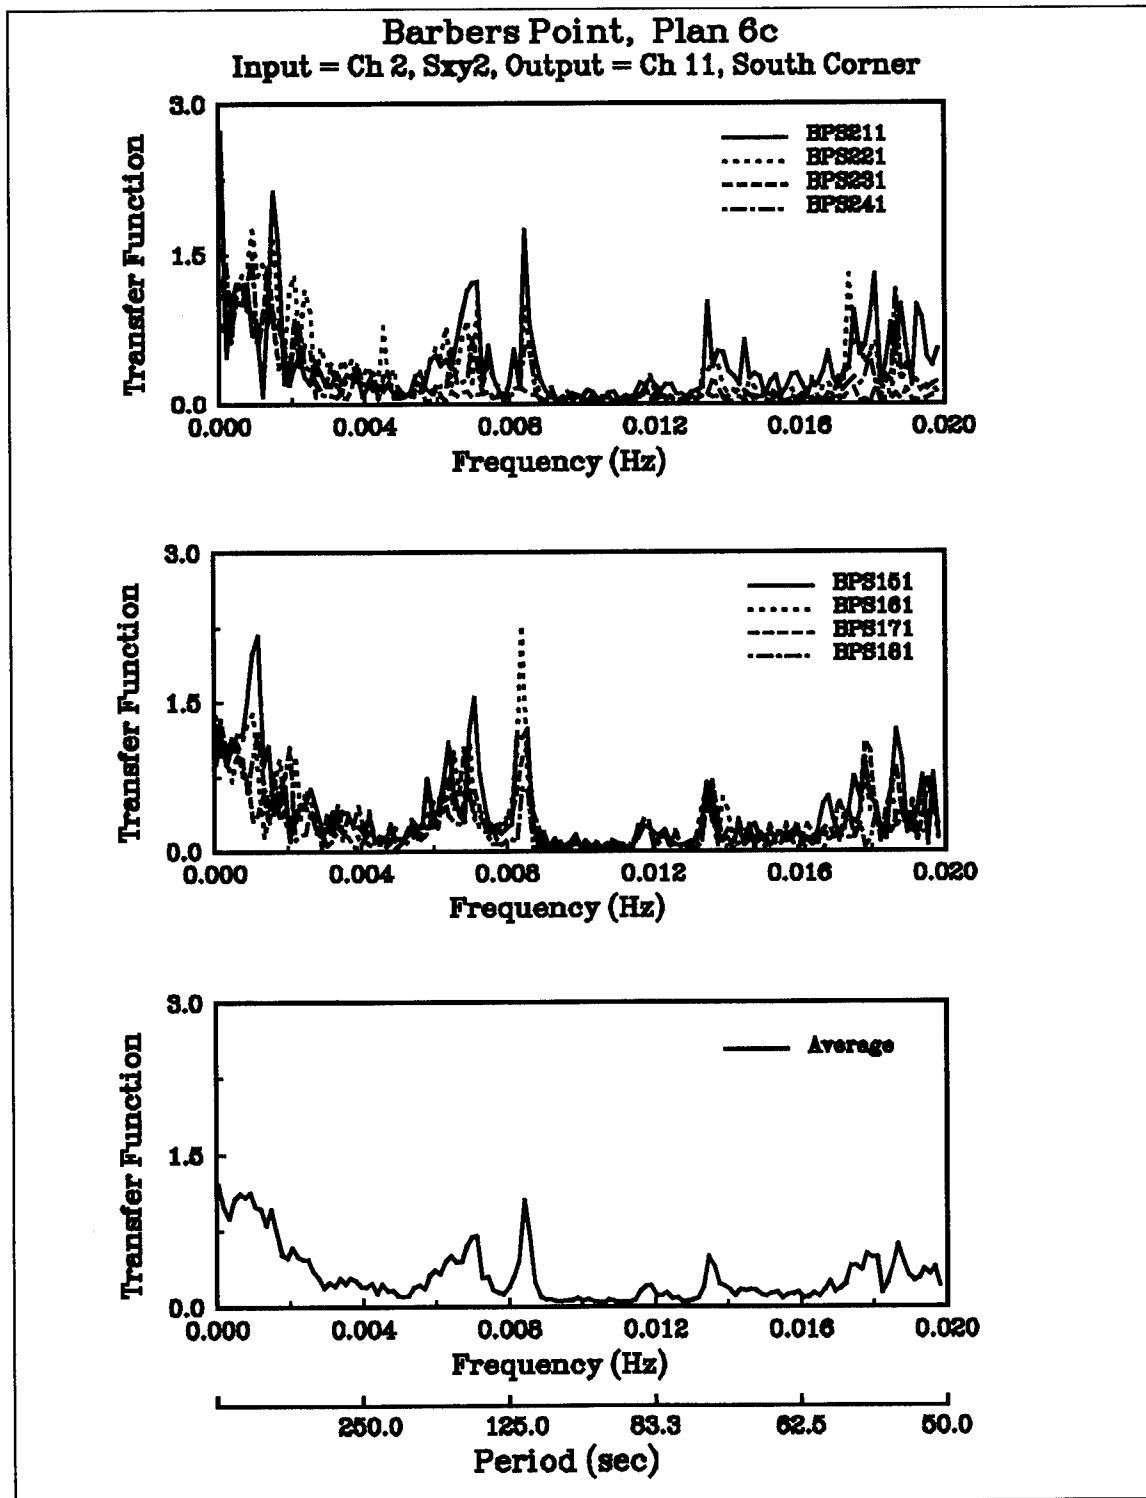 Barbers Point, Plan 6c
Input = Ch 2, Sxy2, Output = Ch 11, South Corner
3.0
1.5
0.0
Transfer Function
BPS211
BPS221
BPS231
BPS241
0.000 0.004 0.008 0.012 0.016 0.020
Frequency (Hz)
3.0
1.5
0.0
Transfer Function
BPS151
BPS161
BPS171
BPS181
0.000 0.004 0.008 0.012 0.016 0.020
Frequency (Hz)
3.0
1.5
0.0
Transfer Function
Average
0.000 0.004 0.008 0.012 0.016 0.020
Frequency (Hz)
250.0 125.0 83.3 62.5 50.0
Period (sec)